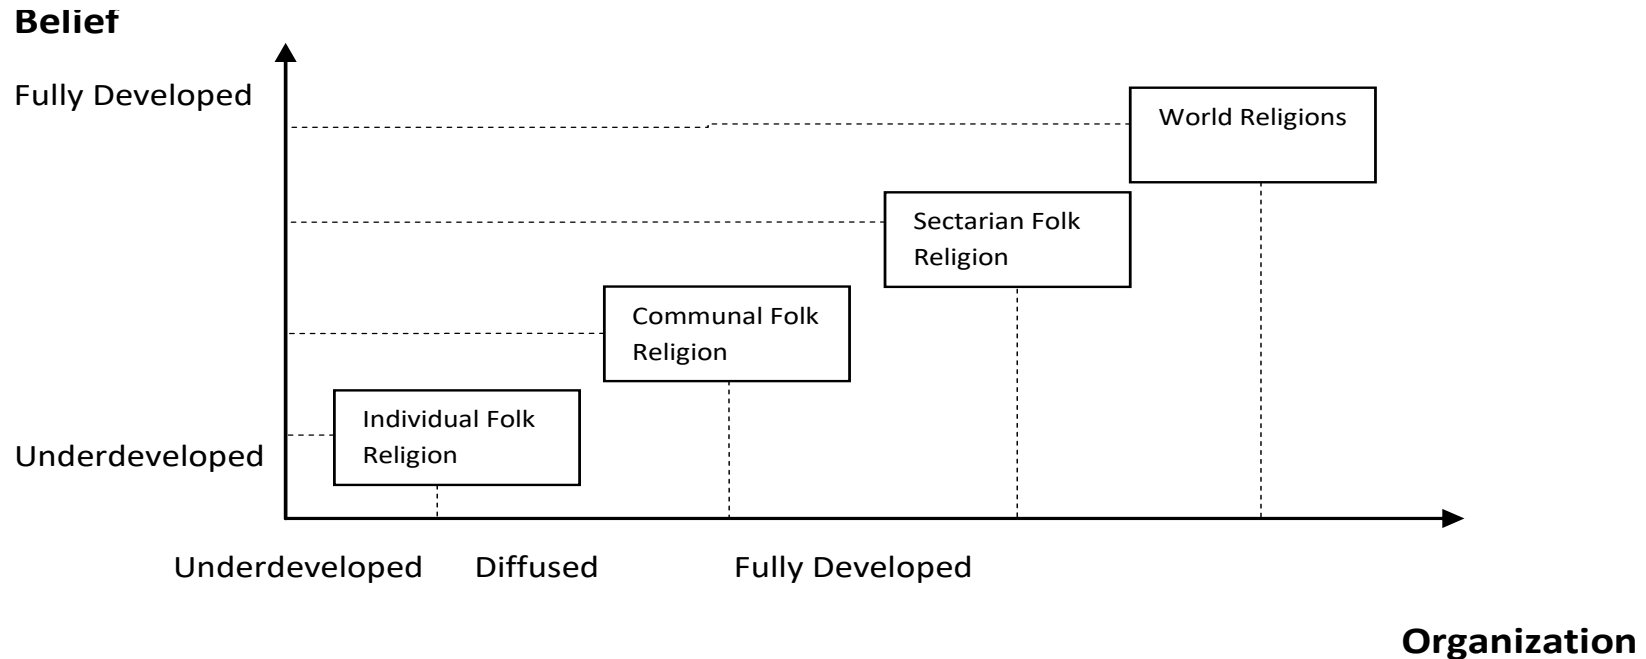 Belief
Fully Developed
World Religions
Sectarian Folk
Religion
Communal Folk
Religion
Individual Folk
Religion
Underdeveloped
Underdeveloped Diffused Fully Developed
Organization